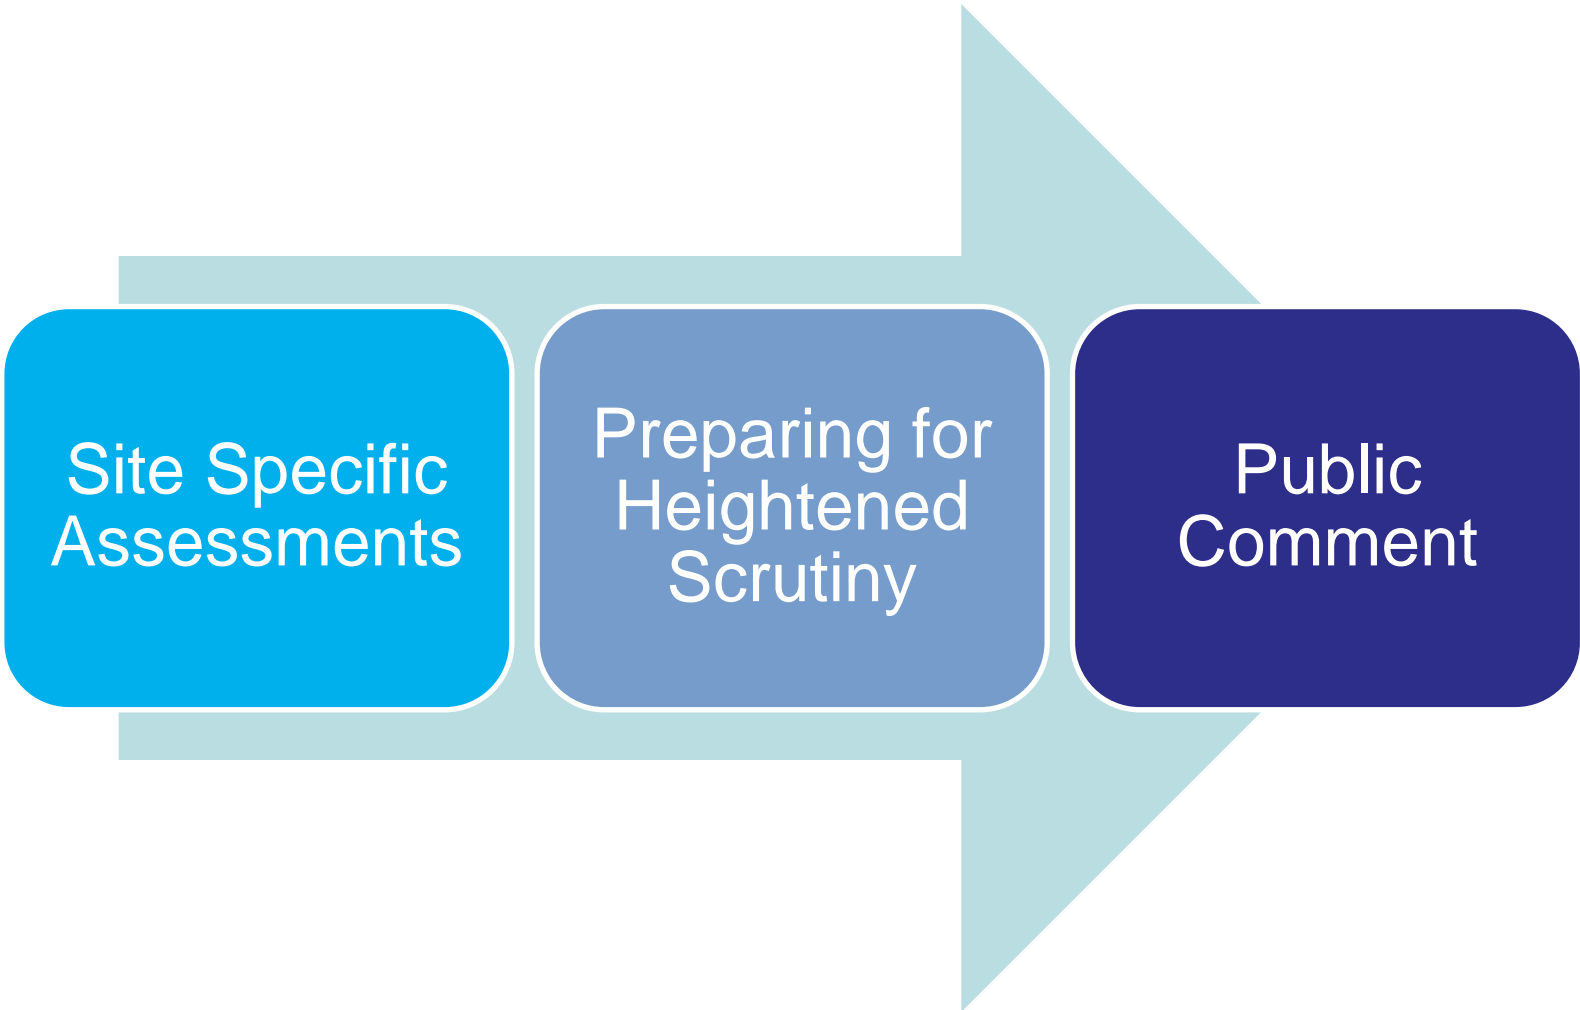 Site Specific
Assessments
Preparing for
Heightened
Scrutiny
Public
Comment